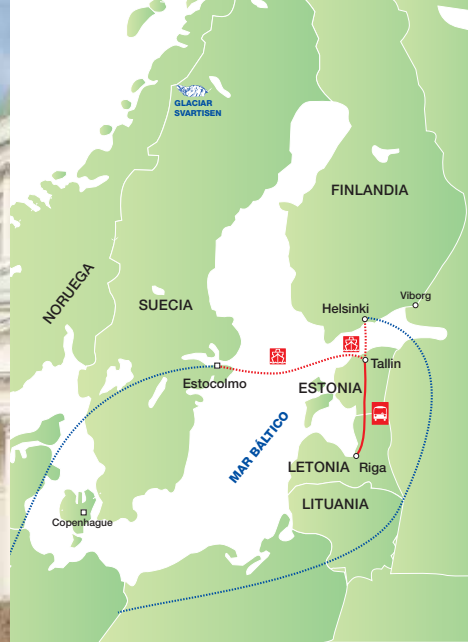 GLACIAR
SVARTISEN
FINLANDIA
NORUEGA
SUECIA
Viborg
Helsinki
Tallin
Estocolmo
ESTONIA
MAR BÁLTICO
LETONIA
Riga
LITUANIA
Copenhague